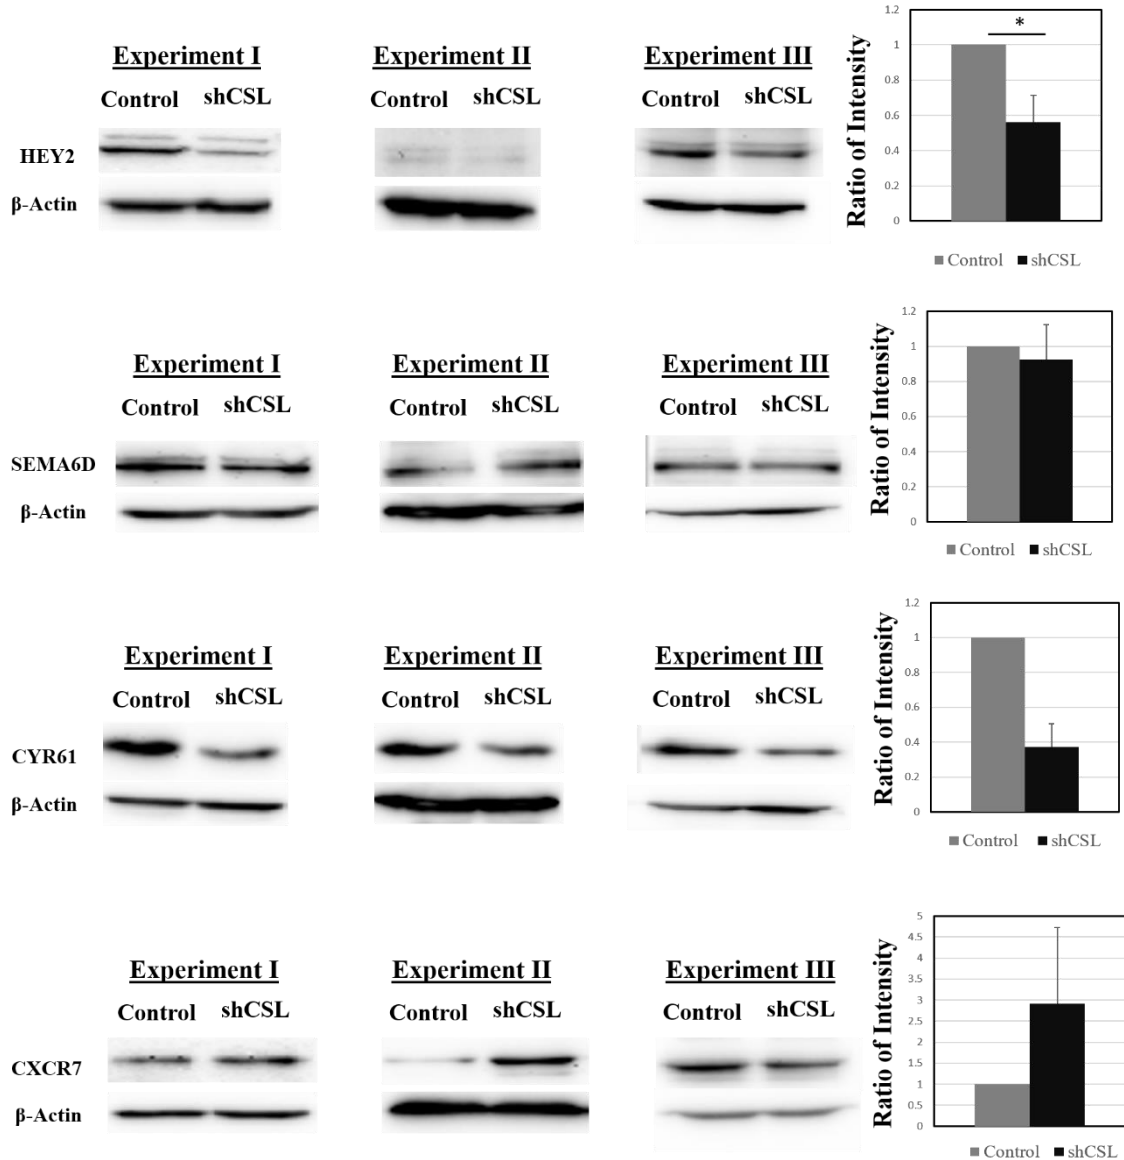 Experiment I Experiment II Experiment III
Control shCSL Control shCSL Control shCSL
HEY2
β-Actin
Ratio of Intensity
1.2
1
0.8
0.6
0.4
0.2
0
*
Control shCSL
Experiment I Experiment II Experiment III
Control shCSL Control shCSL Control shCSL
SEMA6D
β-Actin
Ratio of Intensity
1.2
1
0.8
0.6
0.4
0.2
0
Control shCSL
Experiment I Experiment II Experiment III
Control shCSL Control shCSL Control shCSL
CYR61
β-Actin
Ratio of Intensity
1.2
1
0.8
0.6
0.4
0.2
0
Control shCSL
Experiment I Experiment II Experiment III
Control shCSL Control shCSL Control shCSL
CXCR7
β-Actin
Ratio of Intensity
5
4.5
4
3.5
3
2.5
2
1.5
1
0.5
0
Control shCSL